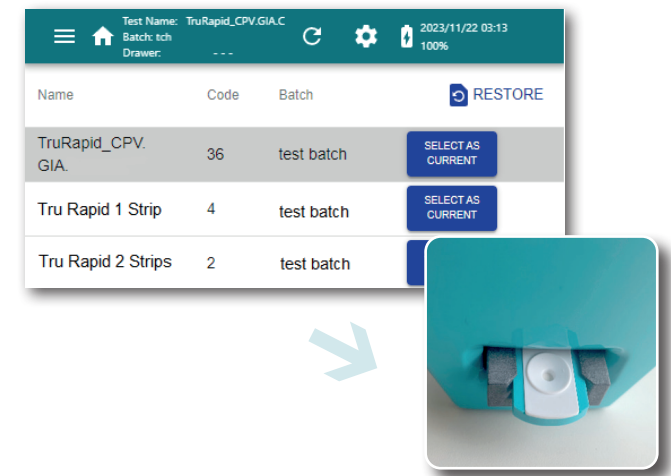 Test Name: TruRapid_CPV.GIA.C
Batch: tch
Drawer: ---
2023/11/22 03:13
100%
Name Code Batch RESTORE
TruRapid_CPV.
GIA.
36 test batch SELECT AS
CURRENT
Tru Rapid 1 Strip 4 test batch SELECT AS
CURRENT
Tru Rapid 2 Strips 2 test batch